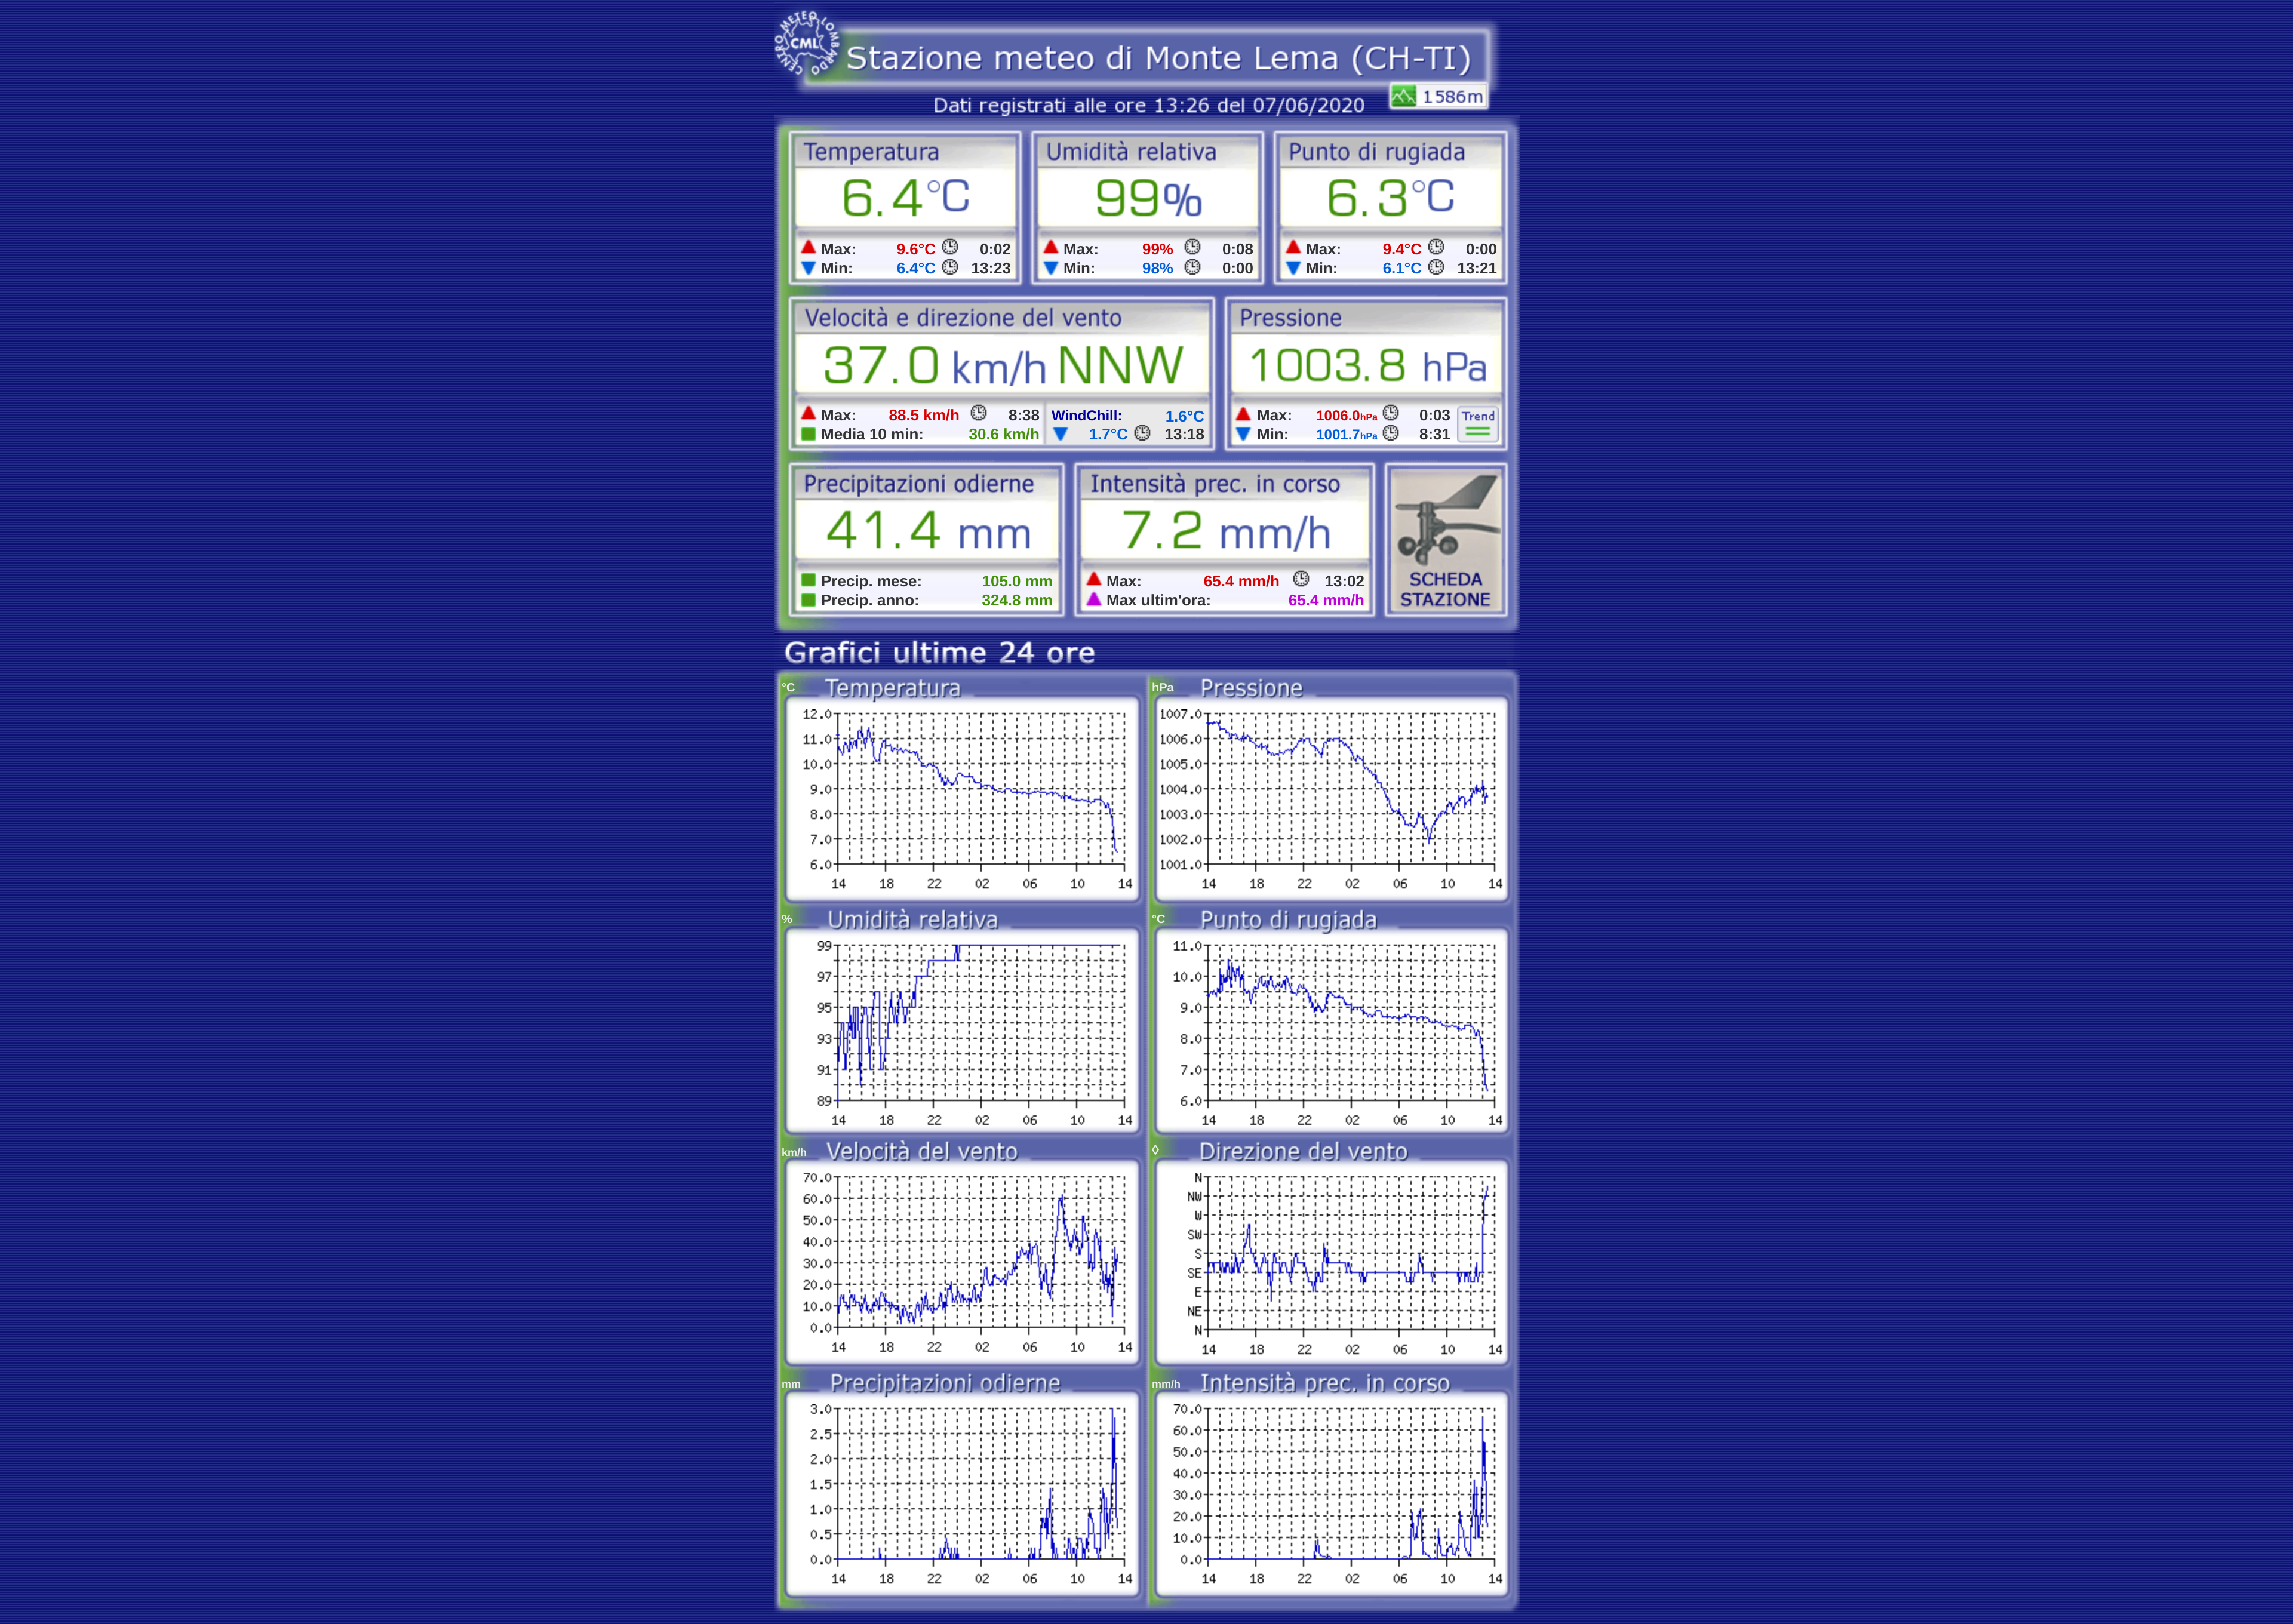 CENTRO METEO LOMBARDO
CML
Stazione meteo di Monte Lema (CH-TI)
1586m
Dati registrati alle ore 13:26 del 07/06/2020
Temperatura
6.4°C
Max: 9.6°C 0:02
Min: 6.4°C 13:23
Umidità relativa
99%
Max: 99% 0:08
Min: 98% 0:00
Punto di rugiada
6.3°C
Max: 9.4°C 0:00
Min: 6.1°C 13:21
Velocità e direzione del vento
37.0 km/h NNW
Max: 88.5 km/h 8:38
Media 10 min: 30.6 km/h
WindChill: 1.6°C
1.7°C 13:18
Pressione
1003.8 hPa
Max: 1006.0hPa 0:03
Min: 1001.7hPa 8:31
Trend
Precipitazioni odierne
41.4 mm
Precip. mese: 105.0 mm
Precip. anno: 324.8 mm
Intensità prec. in corso
7.2 mm/h
Max: 65.4 mm/h 13:02
Max ultim'ora: 65.4 mm/h
SCHEDA
STAZIONE
Grafici ultime 24 ore
°C Temperatura
12.0
11.0
10.0
9.0
8.0
7.0
6.0
14 18 22 02 06 10 14
hPa Pressione
1007.0
1006.0
1005.0
1004.0
1003.0
1002.0
1001.0
14 18 22 02 06 10 14
% Umidità relativa
99
97
95
93
91
89
14 18 22 02 06 10 14
°C Punto di rugiada
11.0
10.0
9.0
8.0
7.0
6.0
14 18 22 02 06 10 14
km/h Velocità del vento
70.0
60.0
50.0
40.0
30.0
20.0
10.0
0.0
14 18 22 02 06 10 14
◊ Direzione del vento
N
NW
W
SW
S
SE
E
NE
N
14 18 22 02 06 10 14
mm Precipitazioni odierne
3.0
2.5
2.0
1.5
1.0
0.5
0.0
14 18 22 02 06 10 14
mm/h Intensità prec. in corso
70.0
60.0
50.0
40.0
30.0
20.0
10.0
0.0
14 18 22 02 06 10 14